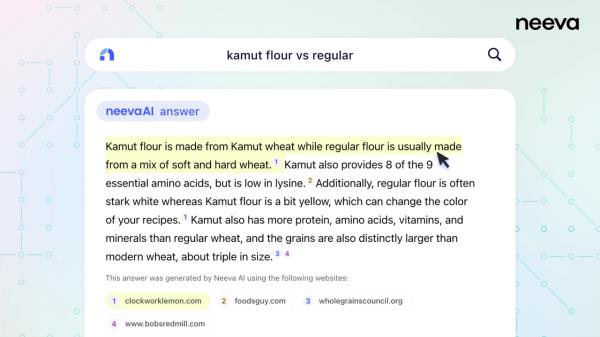 neeva
kamut flour vs regular
neevaAI answer
Kamut flour is made from Kamut wheat while regular flour is usually made
from a mix of soft and hard wheat. 1 Kamut also provides 8 of the 9
essential amino acids, but is low in lysine. 2 Additionally, regular flour is often
stark white whereas Kamut flour is a bit yellow, which can change the color
of your recipes. 1 Kamut also has more protein, amino acids, vitamins, and
minerals than regular wheat, and the grains are also distinctly larger than
modern wheat, about triple in size. 3 4
This answer was generated by Neeva AI using the following websites:
1 clockworklemon.com 2 foodsguy.com 3 wholegrainscouncil.org
4 www.bobsredmill.com